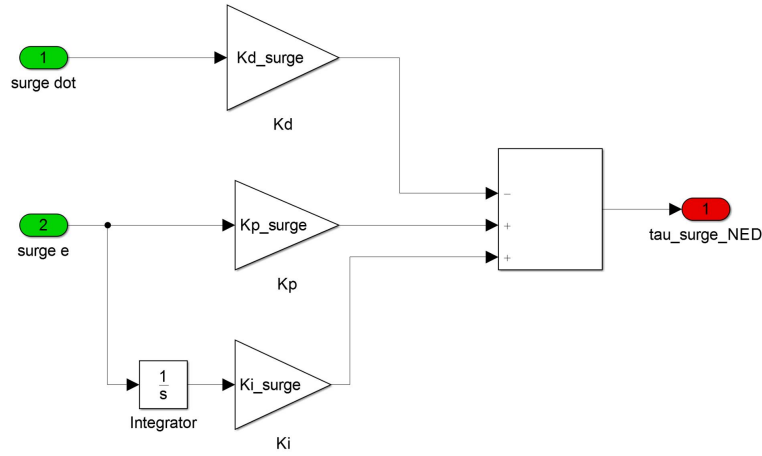 1
surge dot
Kd_surge
Kd
2
surge e
Kp_surge
Kp
1
s
Integrator
Ki_surge
Ki
−
+
+
1
tau_surge_NED